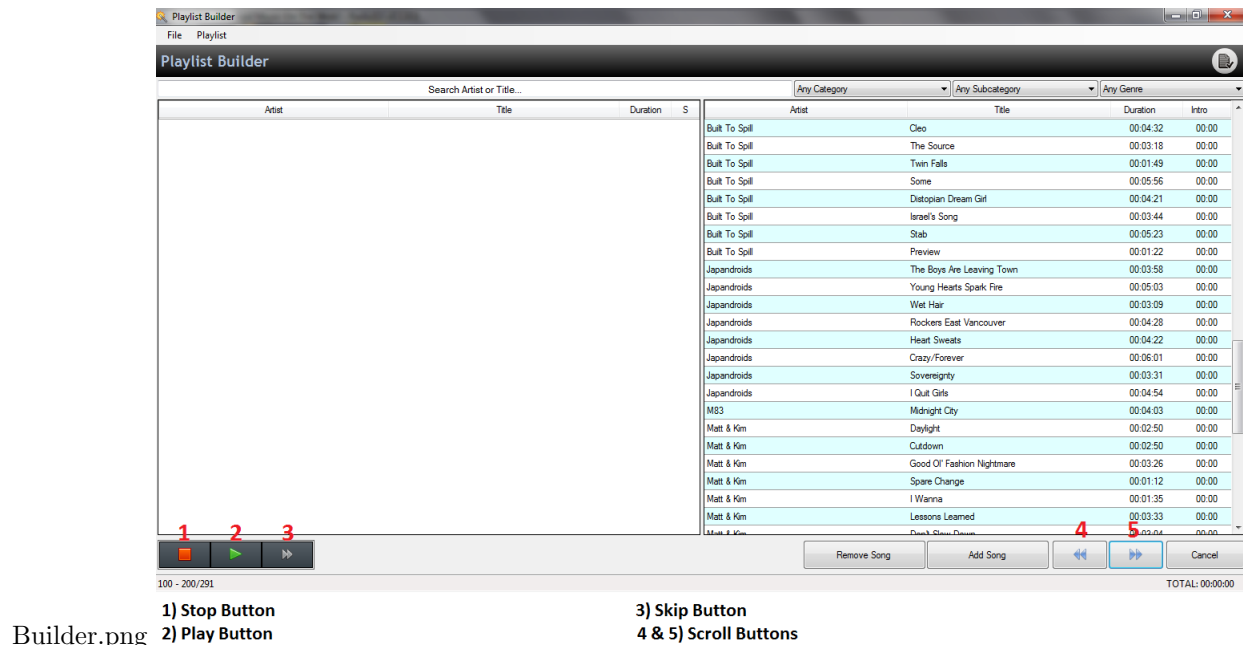 Playlist Builder
File Playlist
Playlist Builder
Search Artist or Title... Any Category Any Subcategory Any Genre
Artist Title Duration S Artist Title Duration Intro
Built To Spill Cleo 00:04:32 00:00
Built To Spill The Source 00:03:18 00:00
Built To Spill Twin Falls 00:01:49 00:00
Built To Spill Some 00:05:56 00:00
Built To Spill Distopian Dream Girl 00:04:21 00:00
Built To Spill Israel's Song 00:03:44 00:00
Built To Spill Stab 00:05:23 00:00
Built To Spill Preview 00:01:22 00:00
Japandroids The Boys Are Leaving Town 00:03:58 00:00
Japandroids Young Hearts Spark Fire 00:05:03 00:00
Japandroids Wet Hair 00:03:09 00:00
Japandroids Rockers East Vancouver 00:04:28 00:00
Japandroids Heart Sweats 00:04:22 00:00
Japandroids Crazy/Forever 00:06:01 00:00
Japandroids Sovereignty 00:03:31 00:00
Japandroids I Quit Girls 00:04:54 00:00
M83 Midnight City 00:04:03 00:00
Matt & Kim Daylight 00:02:50 00:00
Matt & Kim Cutdown 00:02:50 00:00
Matt & Kim Good Ol' Fashion Nightmare 00:03:26 00:00
Matt & Kim Spare Change 00:01:12 00:00
Matt & Kim I Wanna 00:01:35 00:00
Matt & Kim Lessons Learned 00:03:33 00:00
Matt & Kim Don't Slow Down 00:03:04 00:00
1 2 3 4 5
Remove Song Add Song Cancel
100 - 200/291 TOTAL: 00:00:00
1) Stop Button 3) Skip Button
Builder.png 2) Play Button 4 & 5) Scroll Buttons